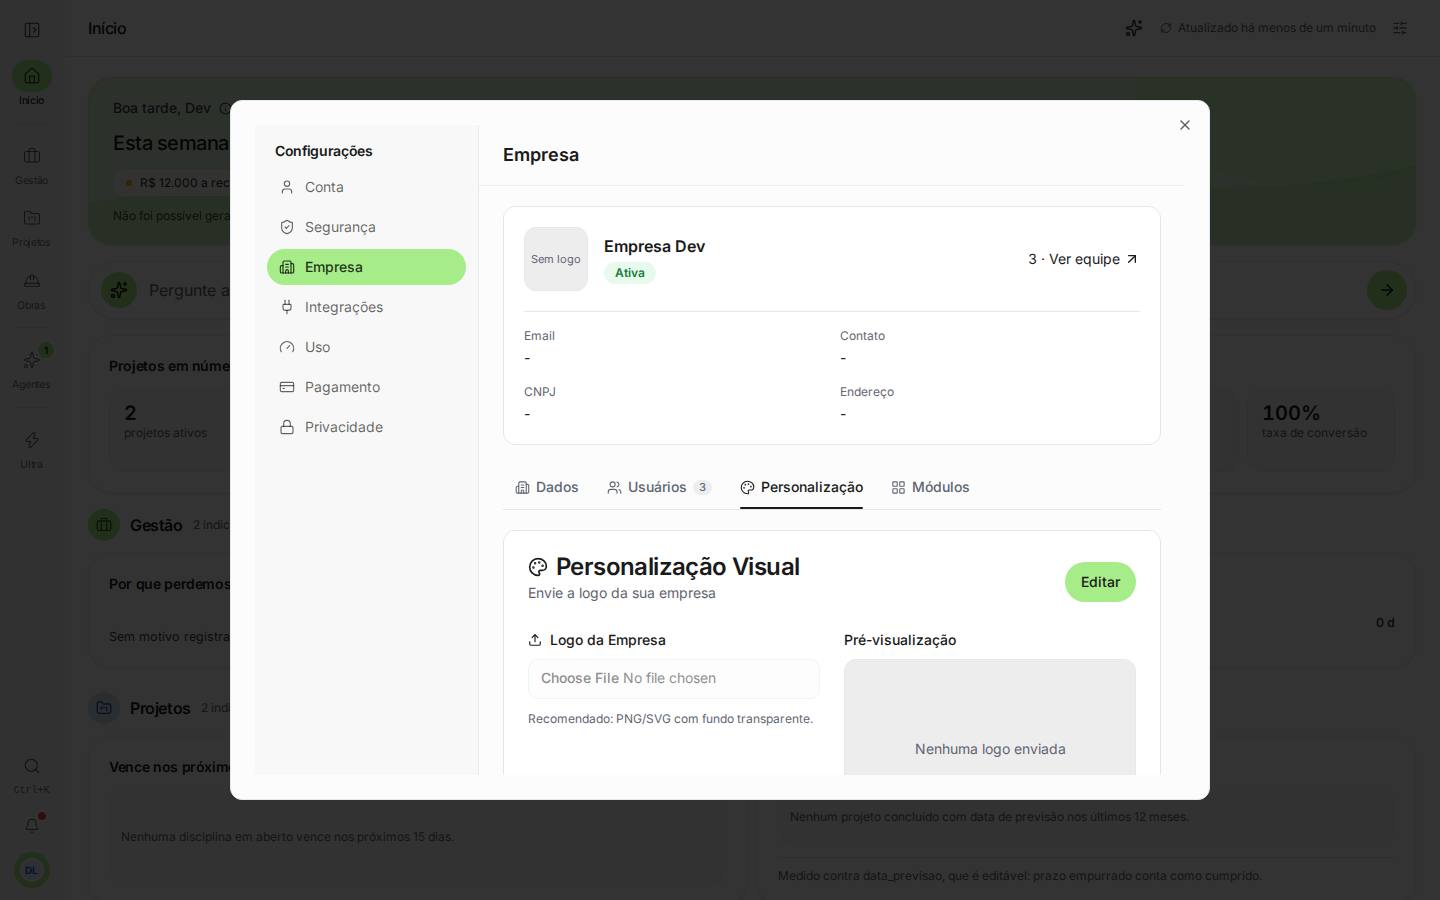 Início
Atualizado há menos de um minuto
Início
Gestão
Projetos
Obras
1
Agentes
Ultra
Ctrl+K
DL
Boa tarde, Dev
Esta semana
R$ 12.000 a rec
Não foi possível gera
Pergunte a
Projetos em núme
2
projetos ativos
100%
taxa de conversão
Gestão 2 indic
Por que perdemos
Sem motivo registra
0 d
Projetos 2 indi
Vence nos próxim
Nenhuma disciplina em aberto vence nos próximos 15 dias.
Nenhum projeto concluído com data de previsão nos últimos 12 meses.
Medido contra data_previsao, que é editável: prazo empurrado conta como cumprido.
Configurações
Conta
Segurança
Empresa
Integrações
Uso
Pagamento
Privacidade
Empresa
Sem logo
Empresa Dev
Ativa
3 · Ver equipe
Email
-
Contato
-
CNPJ
-
Endereço
-
Dados Usuários 3 Personalização Módulos
Personalização Visual
Envie a logo da sua empresa
Editar
Logo da Empresa
Choose File No file chosen
Recomendado: PNG/SVG com fundo transparente.
Pré-visualização
Nenhuma logo enviada